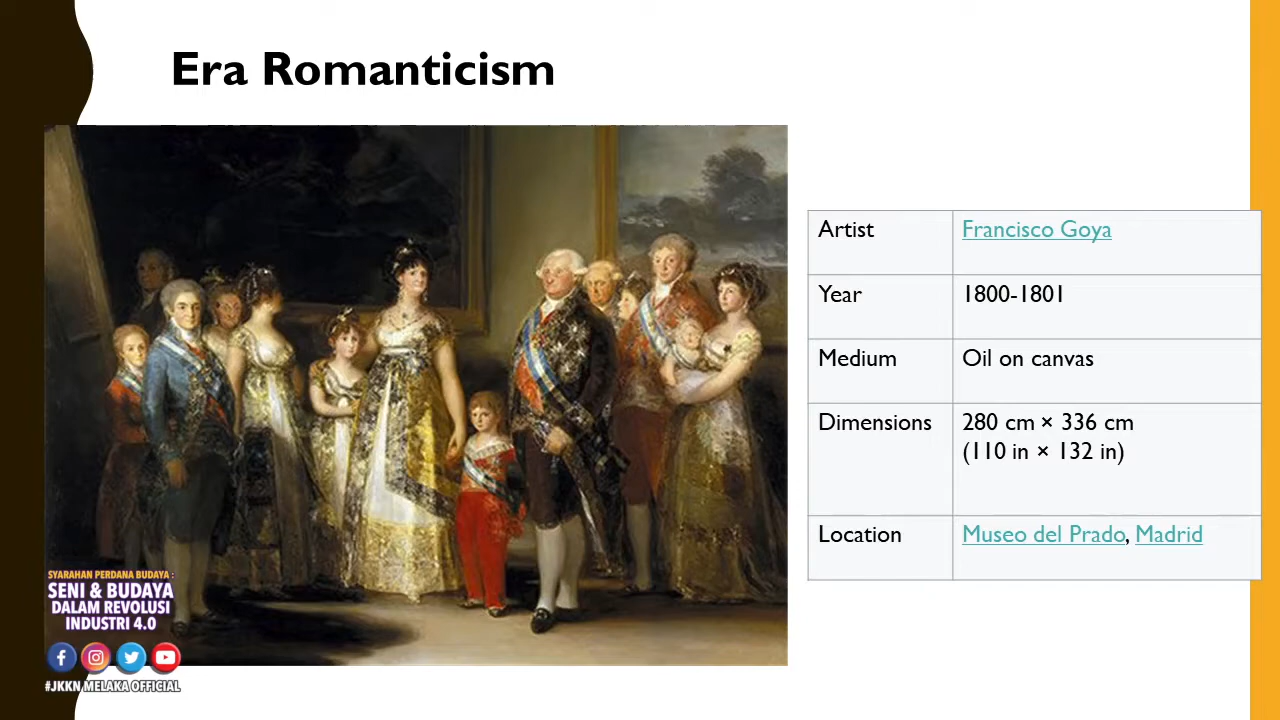 Era Romanticism
Artist
Francisco Goya
Year
1800-1801
Medium
Oil on canvas
Dimensions
280 cm × 336 cm
(110 in × 132 in)
Location
Museo del Prado, Madrid
SYARAHAN PERDANA BUDAYA :
SENI & BUDAYA
DALAM REVOLUSI
INDUSTRI 4.0
#JKKN MELAKA OFFICIAL